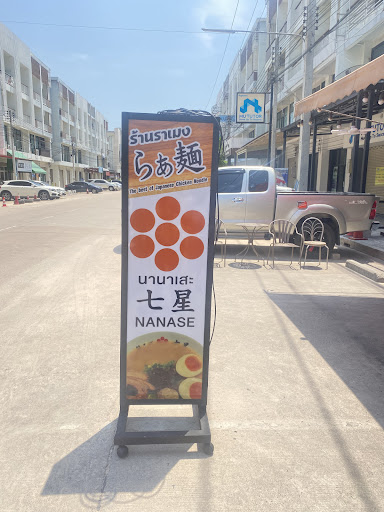 ร้านราเมง
らぁ麺
The best of Japanese Chicken Noodle
นานาเสะ
七星
NANASE